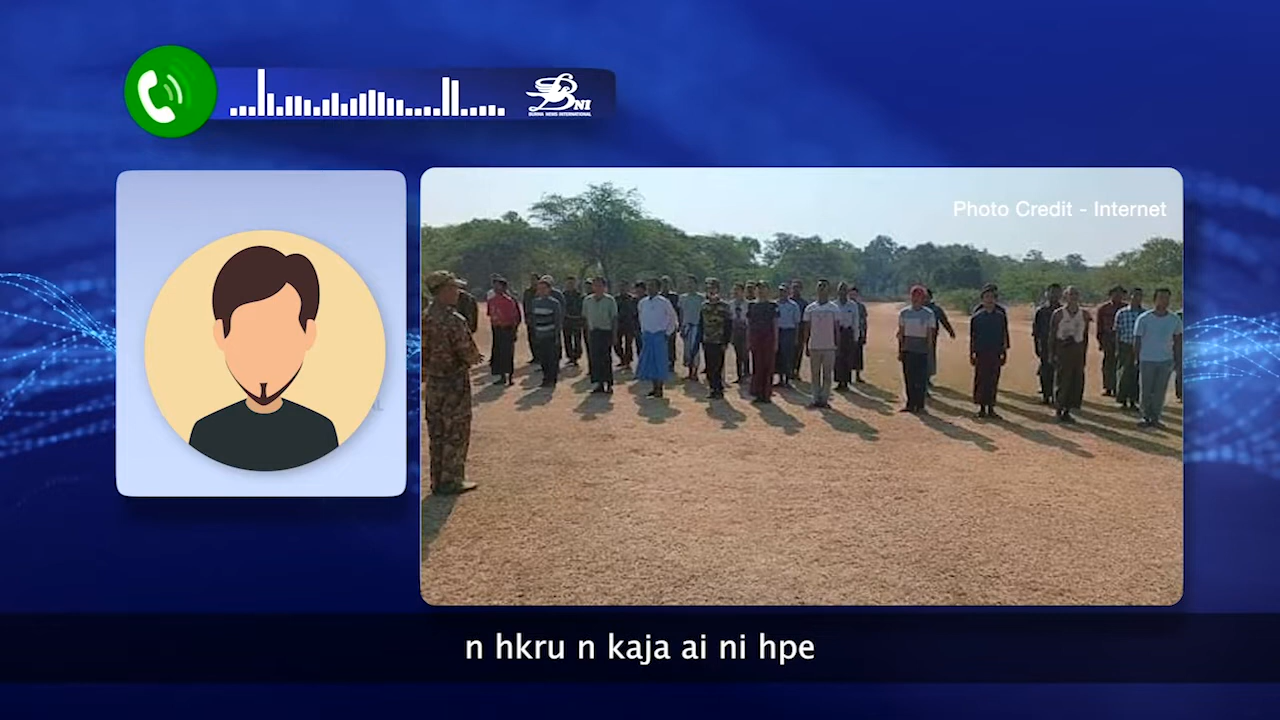 BNI
BURMA NEWS INTERNATIONAL
Photo Credit - Internet
n hkru n kaja ai ni hpe